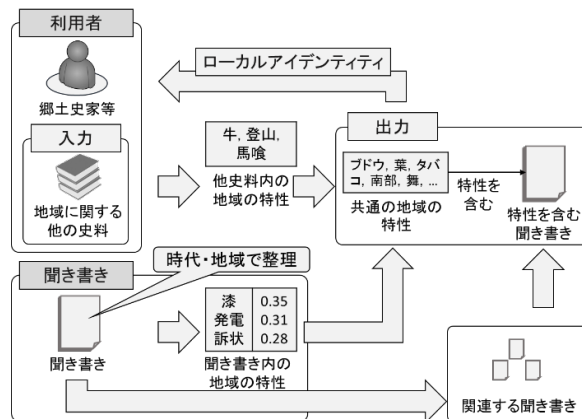 利用者
郷土史家等
入力
地域に関する
他の史料
ローカルアイデンティティ
牛, 登山,
馬喰
他史料内の
地域の特性
出力
ブドウ, 葉, タバ
コ, 南部, 舞, ...
共通の地域の
特性
特性を
含む
特性を含む
聞き書き
聞き書き
時代・地域で整理
聞き書き
漆 0.35
発電 0.31
訴状 0.28
聞き書き内の
地域の特性
関連する聞き書き